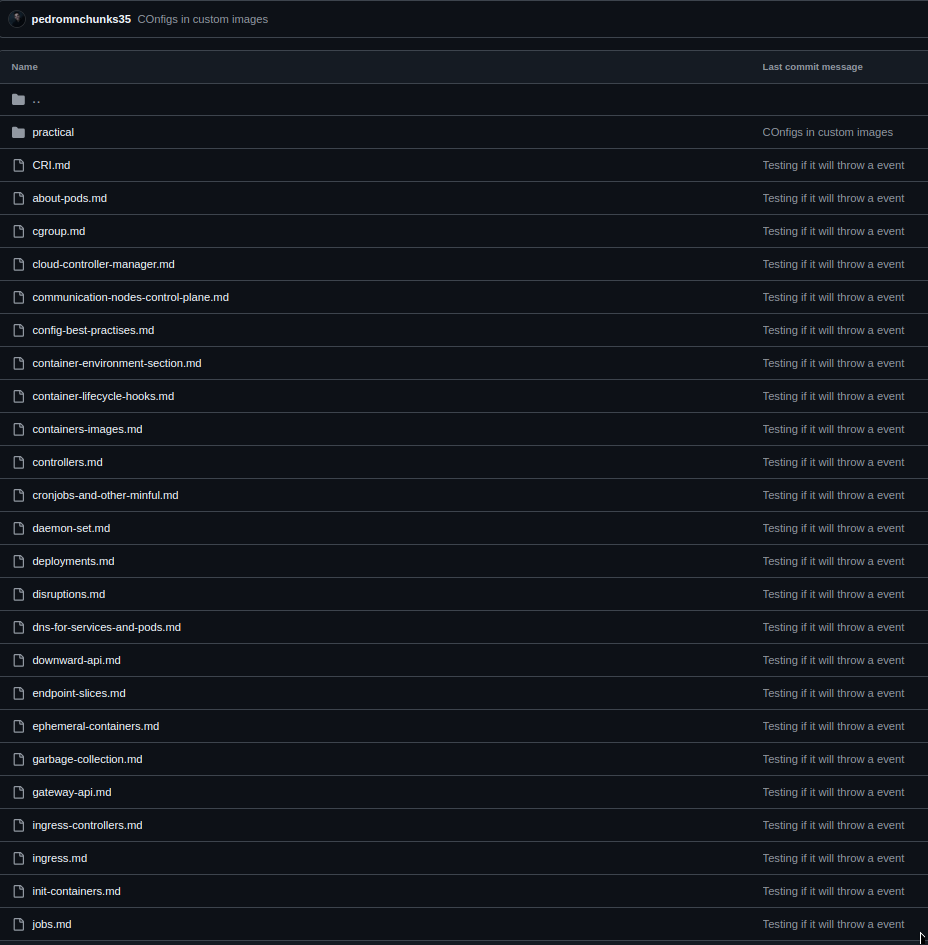 pedromnchunks35 COnfigs in custom images
Name Last commit message
..
practical COnfigs in custom images
CRI.md Testing if it will throw a event
about-pods.md Testing if it will throw a event
cgroup.md Testing if it will throw a event
cloud-controller-manager.md Testing if it will throw a event
communication-nodes-control-plane.md Testing if it will throw a event
config-best-practises.md Testing if it will throw a event
container-environment-section.md Testing if it will throw a event
container-lifecycle-hooks.md Testing if it will throw a event
containers-images.md Testing if it will throw a event
controllers.md Testing if it will throw a event
cronjobs-and-other-minful.md Testing if it will throw a event
daemon-set.md Testing if it will throw a event
deployments.md Testing if it will throw a event
disruptions.md Testing if it will throw a event
dns-for-services-and-pods.md Testing if it will throw a event
downward-api.md Testing if it will throw a event
endpoint-slices.md Testing if it will throw a event
ephemeral-containers.md Testing if it will throw a event
garbage-collection.md Testing if it will throw a event
gateway-api.md Testing if it will throw a event
ingress-controllers.md Testing if it will throw a event
ingress.md Testing if it will throw a event
init-containers.md Testing if it will throw a event
jobs.md Testing if it will throw a event